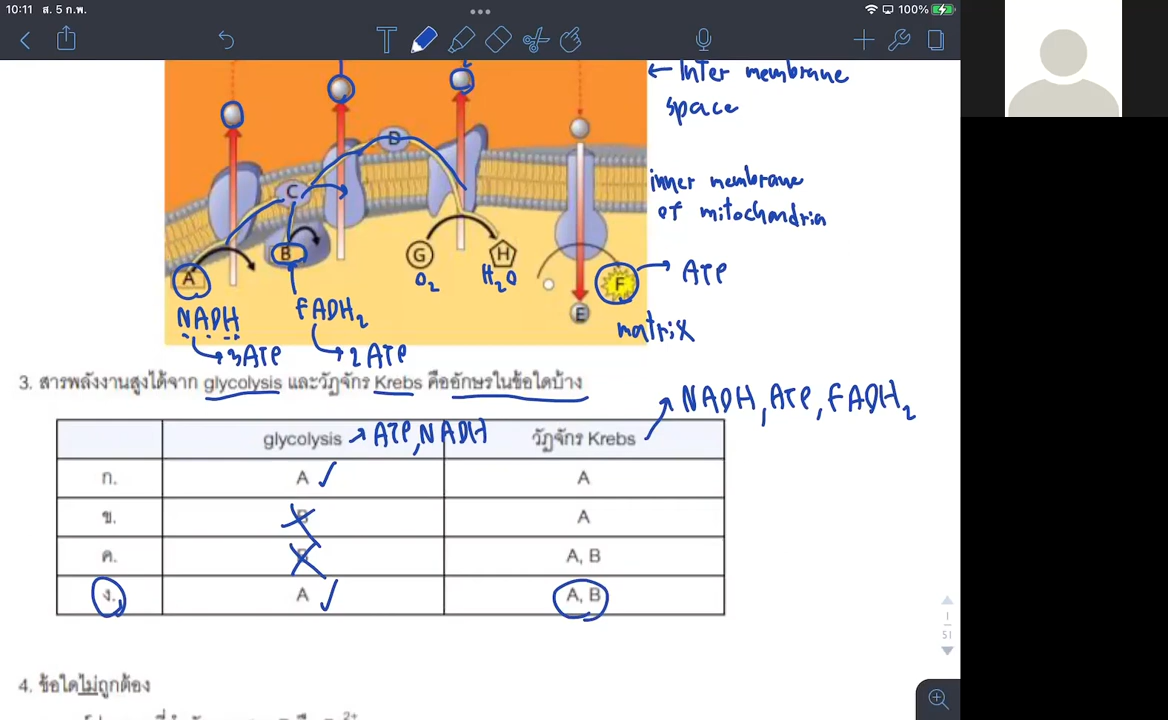 10:11 ส. 5 ก.พ.
100%
T
← Inter membrane
space
D
C
inner membrane
of mitochondria
B
A
G
H
F → ATP
O2
H2O
E
NADH
FADH2
matrix
→ 3ATP
→ 2 ATP
3. สารพลังงานสูงได้จาก glycolysis และวัฏจักร Krebs คืออักษรในข้อใดบ้าง
NADH, ATP, FADH2
glycolysis → ATP, NADH วัฏจักร Krebs
ก. A ✓ A
ข. B A
ค. B A, B
ง. A ✓ A, B
1
51
4. ข้อใดไม่ถูกต้อง